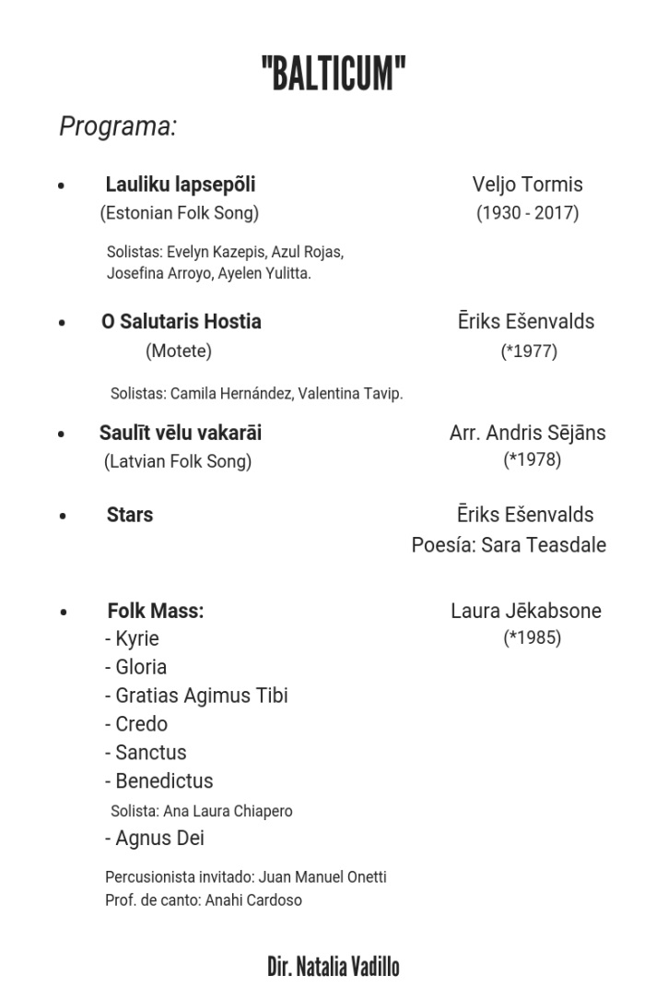 "BALTICUM"
Programa:
• Lauliku lapsepõli Veljo Tormis
(Estonian Folk Song) (1930 - 2017)
Solistas: Evelyn Kazepis, Azul Rojas,
Josefina Arroyo, Ayelen Yulitta.
• O Salutaris Hostia Ēriks Ešenvalds
(Motete) (*1977)
Solistas: Camila Hernández, Valentina Tavip.
• Saulīt vēlu vakarāi Arr. Andris Sējāns
(Latvian Folk Song) (*1978)
• Stars Ēriks Ešenvalds
Poesía: Sara Teasdale
• Folk Mass: Laura Jēkabsone
- Kyrie (*1985)
- Gloria
- Gratias Agimus Tibi
- Credo
- Sanctus
- Benedictus
Solista: Ana Laura Chiapero
- Agnus Dei
Percusionista invitado: Juan Manuel Onetti
Prof. de canto: Anahi Cardoso
Dir. Natalia Vadillo